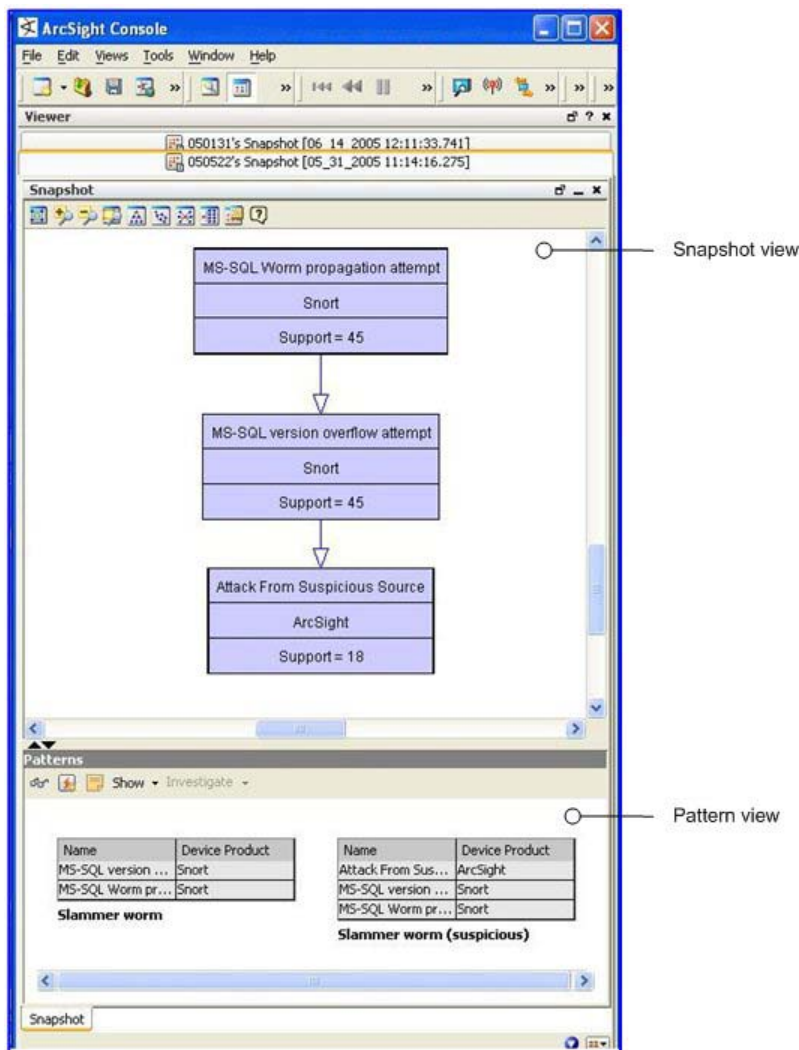 ArcSight Console
File Edit Views Tools Window Help
Viewer
050131's Snapshot [06_14_2005 12:11:33.741]
050522's Snapshot [05_31_2005 11:14:16.275]
Snapshot
MS-SQL Worm propagation attempt
Snort
Support = 45
MS-SQL version overflow attempt
Snort
Support = 45
Attack From Suspicious Source
ArcSight
Support = 18
Snapshot view
Patterns
Show Investigate
Pattern view
Name Device Product
MS-SQL version ... Snort
MS-SQL Worm pr... Snort
Slammer worm
Name Device Product
Attack From Sus... ArcSight
MS-SQL version ... Snort
MS-SQL Worm pr... Snort
Slammer worm (suspicious)
Snapshot